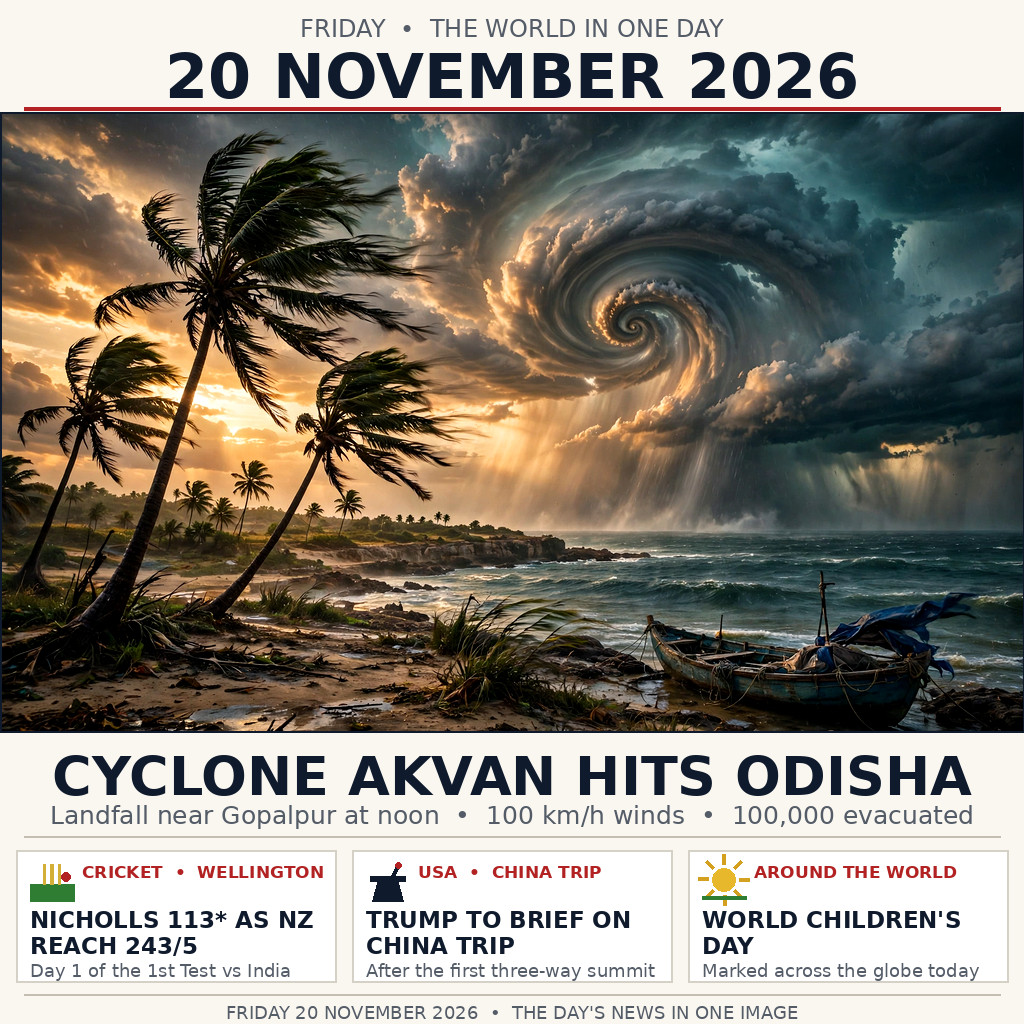 FRIDAY • THE WORLD IN ONE DAY
20 NOVEMBER 2026
CYCLONE AKVAN HITS ODISHA
Landfall near Gopalpur at noon • 100 km/h winds • 100,000 evacuated
CRICKET • WELLINGTON
NICHOLLS 113* AS NZ
REACH 243/5
Day 1 of the 1st Test vs India
USA • CHINA TRIP
TRUMP TO BRIEF ON
CHINA TRIP
After the first three-way summit
AROUND THE WORLD
WORLD CHILDREN'S
DAY
Marked across the globe today
FRIDAY 20 NOVEMBER 2026 • THE DAY'S NEWS IN ONE IMAGE